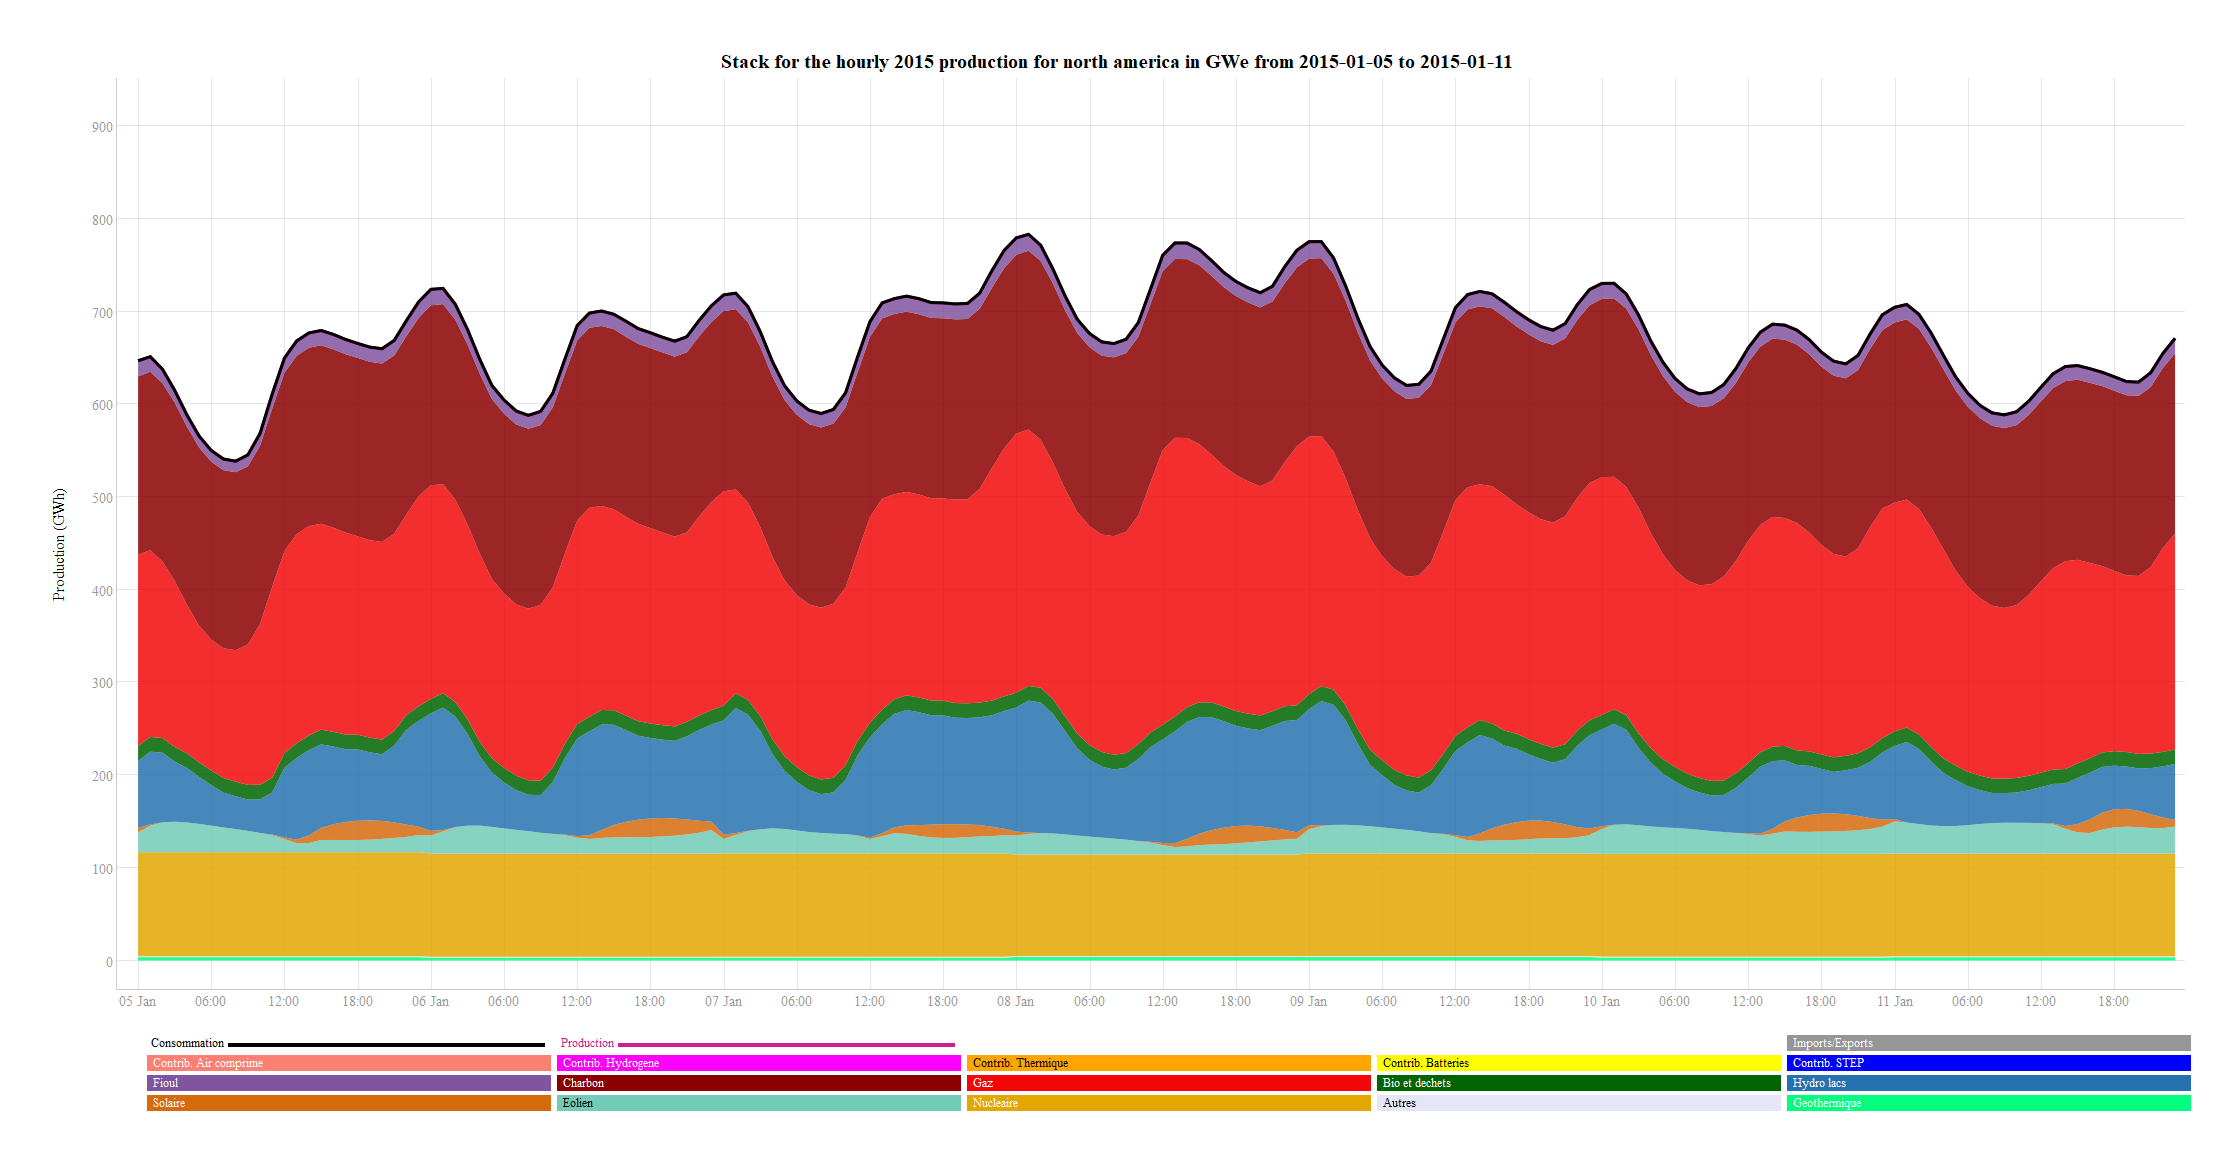 Stack for the hourly 2015 production for north america in GWe from 2015-01-05 to 2015-01-11
Production (GWh)
900
800
700
600
500
400
300
200
100
0
05 Jan 06:00 12:00 18:00 06 Jan 06:00 12:00 18:00 07 Jan 06:00 12:00 18:00 08 Jan 06:00 12:00 18:00 09 Jan 06:00 12:00 18:00 10 Jan 06:00 12:00 18:00 11 Jan 06:00 12:00 18:00
Consommation Production Imports/Exports
Contrib. Air comprime Contrib. Hydrogene Contrib. Thermique Contrib. Batteries Contrib. STEP
Fioul Charbon Gaz Bio et dechets Hydro lacs
Solaire Eolien Nucleaire Autres Geothermique